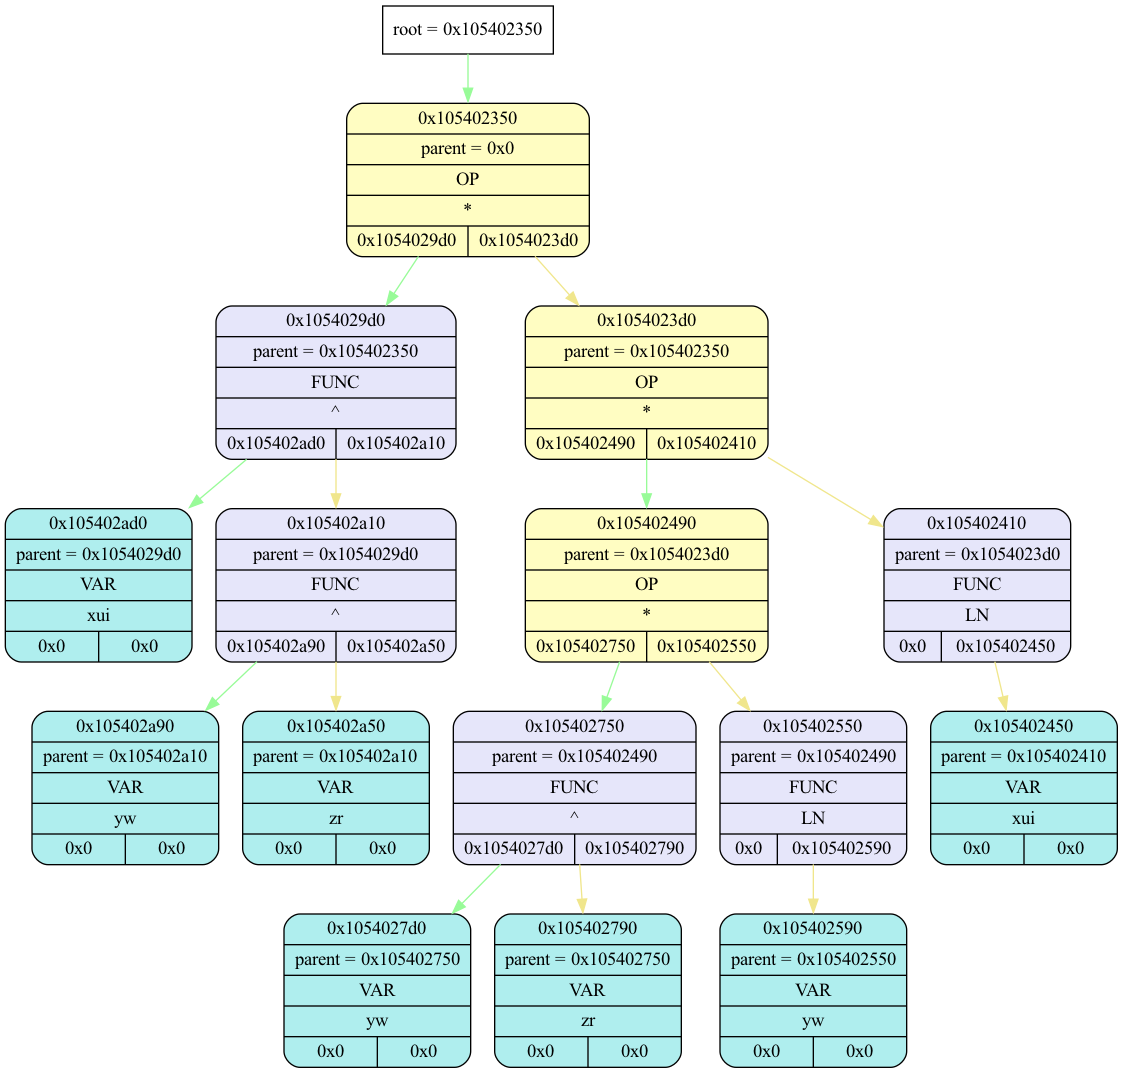 root = 0x105402350
0x105402350
parent = 0x0
OP
*
0x1054029d0 0x1054023d0
0x1054029d0
parent = 0x105402350
FUNC
^
0x105402ad0 0x105402a10
0x1054023d0
parent = 0x105402350
OP
*
0x105402490 0x105402410
0x105402ad0
parent = 0x1054029d0
VAR
xui
0x0 0x0
0x105402a10
parent = 0x1054029d0
FUNC
^
0x105402a90 0x105402a50
0x105402490
parent = 0x1054023d0
OP
*
0x105402750 0x105402550
0x105402410
parent = 0x1054023d0
FUNC
LN
0x0 0x105402450
0x105402a90
parent = 0x105402a10
VAR
yw
0x0 0x0
0x105402a50
parent = 0x105402a10
VAR
zr
0x0 0x0
0x105402750
parent = 0x105402490
FUNC
^
0x1054027d0 0x105402790
0x105402550
parent = 0x105402490
FUNC
LN
0x0 0x105402590
0x105402450
parent = 0x105402410
VAR
xui
0x0 0x0
0x1054027d0
parent = 0x105402750
VAR
yw
0x0 0x0
0x105402790
parent = 0x105402750
VAR
zr
0x0 0x0
0x105402590
parent = 0x105402550
VAR
yw
0x0 0x0